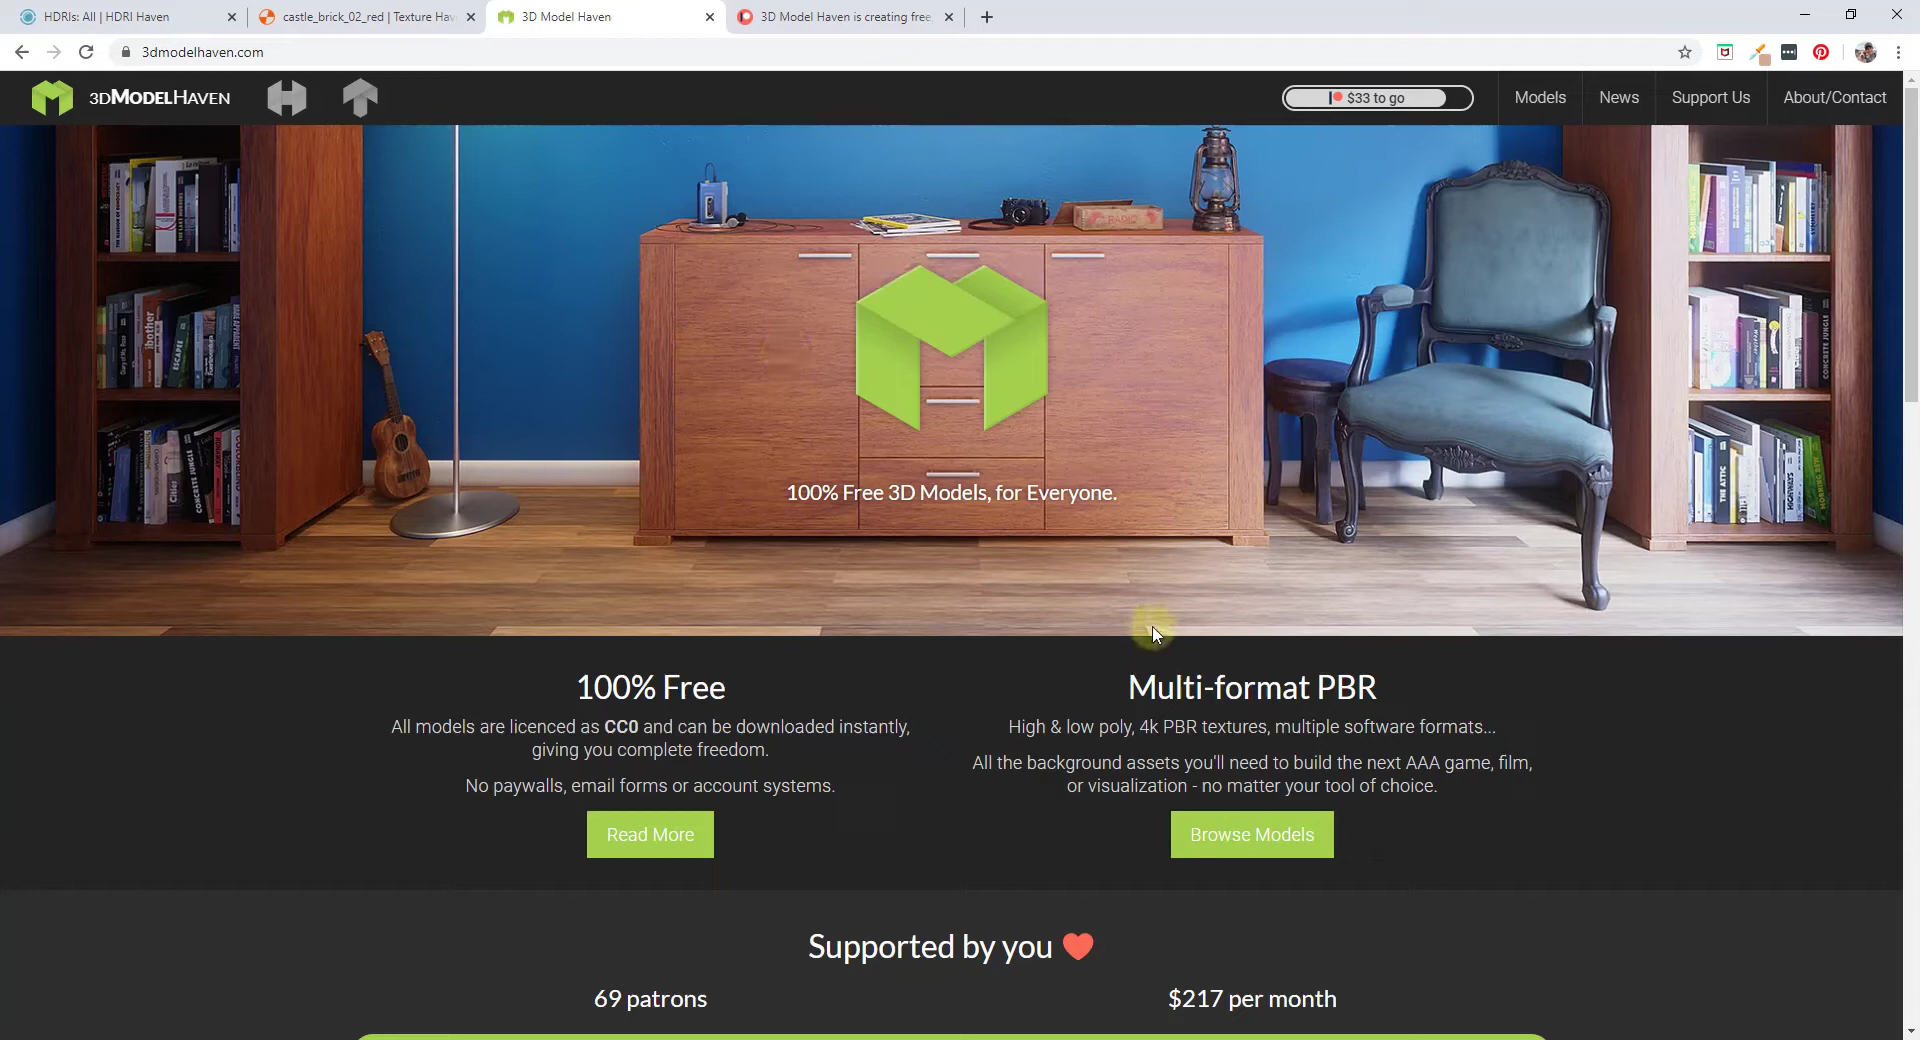 HDRIs: All | HDRI Haven
castle_brick_02_red | Texture Hav
3D Model Haven
3D Model Haven is creating free
3dmodelhaven.com
3DMODELHAVEN
$33 to go
Models
News
Support Us
About/Contact
RADIO
100% Free 3D Models, for Everyone.
100% Free
All models are licenced as CC0 and can be downloaded instantly,
giving you complete freedom.
No paywalls, email forms or account systems.
Read More
Multi-format PBR
High & low poly, 4k PBR textures, multiple software formats...
All the background assets you'll need to build the next AAA game, film,
or visualization - no matter your tool of choice.
Browse Models
Supported by you
69 patrons
$217 per month